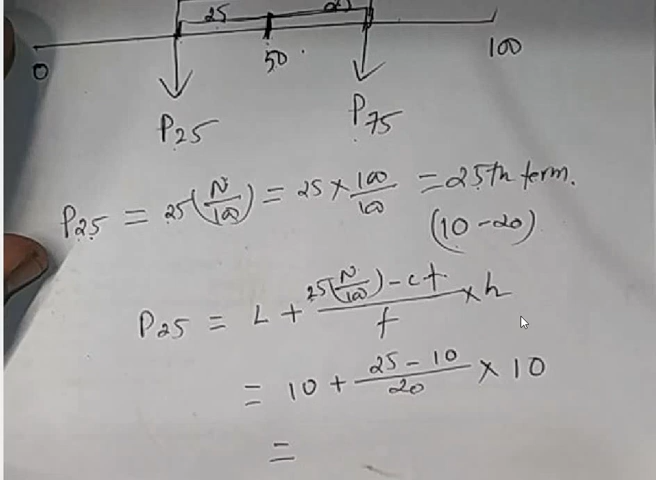 25 25
0 50 100
P25 P75
P25 = 25(N/100) = 25 × 100/100 = 25th term.
(10 - 20)
P25 = L + 25(N/100) - cf / f × h
= 10 + 25 - 10 / 20 × 10
=